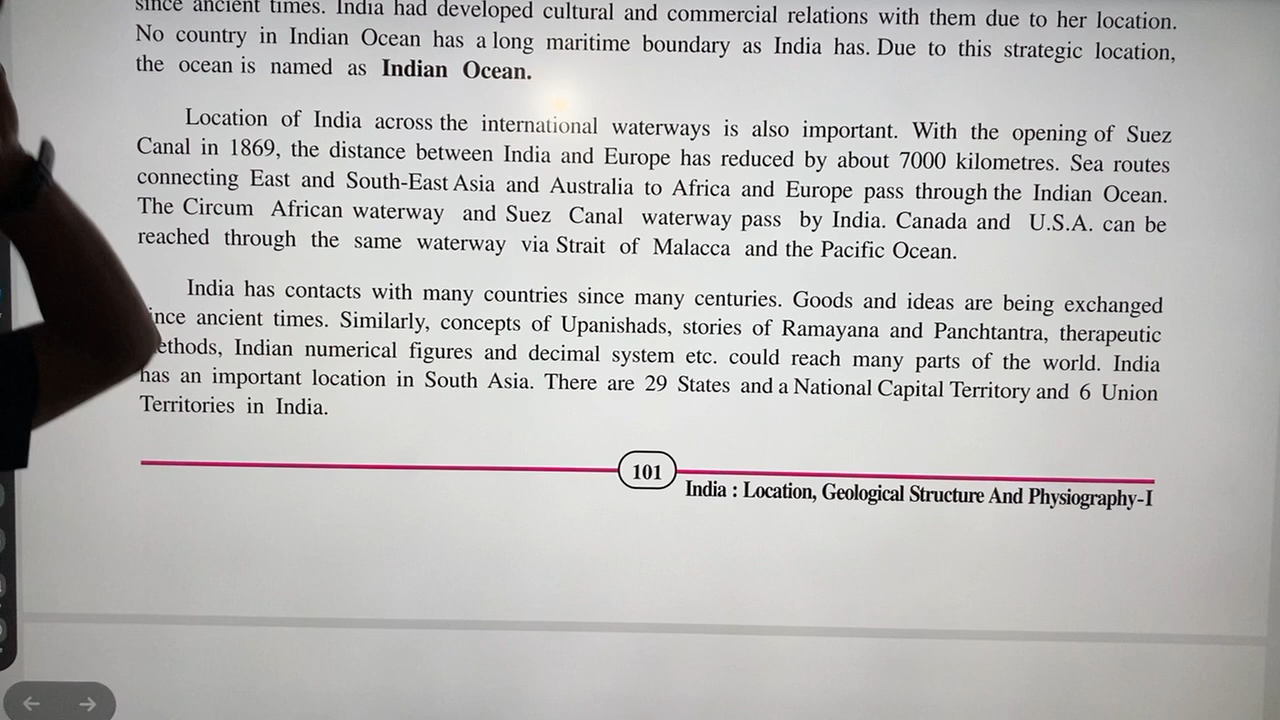 since ancient times. India had developed cultural and commercial relations with them due to her location.
No country in Indian Ocean has a long maritime boundary as India has. Due to this strategic location,
the ocean is named as Indian Ocean.
Location of India across the international waterways is also important. With the opening of Suez
Canal in 1869, the distance between India and Europe has reduced by about 7000 kilometres. Sea routes
connecting East and South-East Asia and Australia to Africa and Europe pass through the Indian Ocean.
The Circum African waterway and Suez Canal waterway pass by India. Canada and U.S.A. can be
reached through the same waterway via Strait of Malacca and the Pacific Ocean.
India has contacts with many countries since many centuries. Goods and ideas are being exchanged
ince ancient times. Similarly, concepts of Upanishads, stories of Ramayana and Panchtantra, therapeutic
ethods, Indian numerical figures and decimal system etc. could reach many parts of the world. India
has an important location in South Asia. There are 29 States and a National Capital Territory and 6 Union
Territories in India.
101
India : Location, Geological Structure And Physiography-I